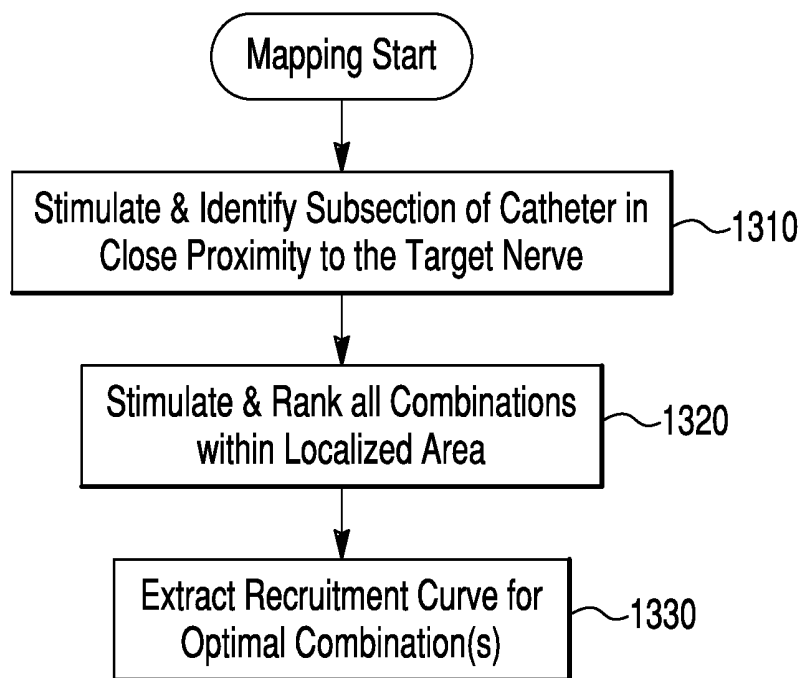 Mapping Start
Stimulate & Identify Subsection of Catheter in
Close Proximity to the Target Nerve
1310
Stimulate & Rank all Combinations
within Localized Area
1320
Extract Recruitment Curve for
Optimal Combination(s)
1330